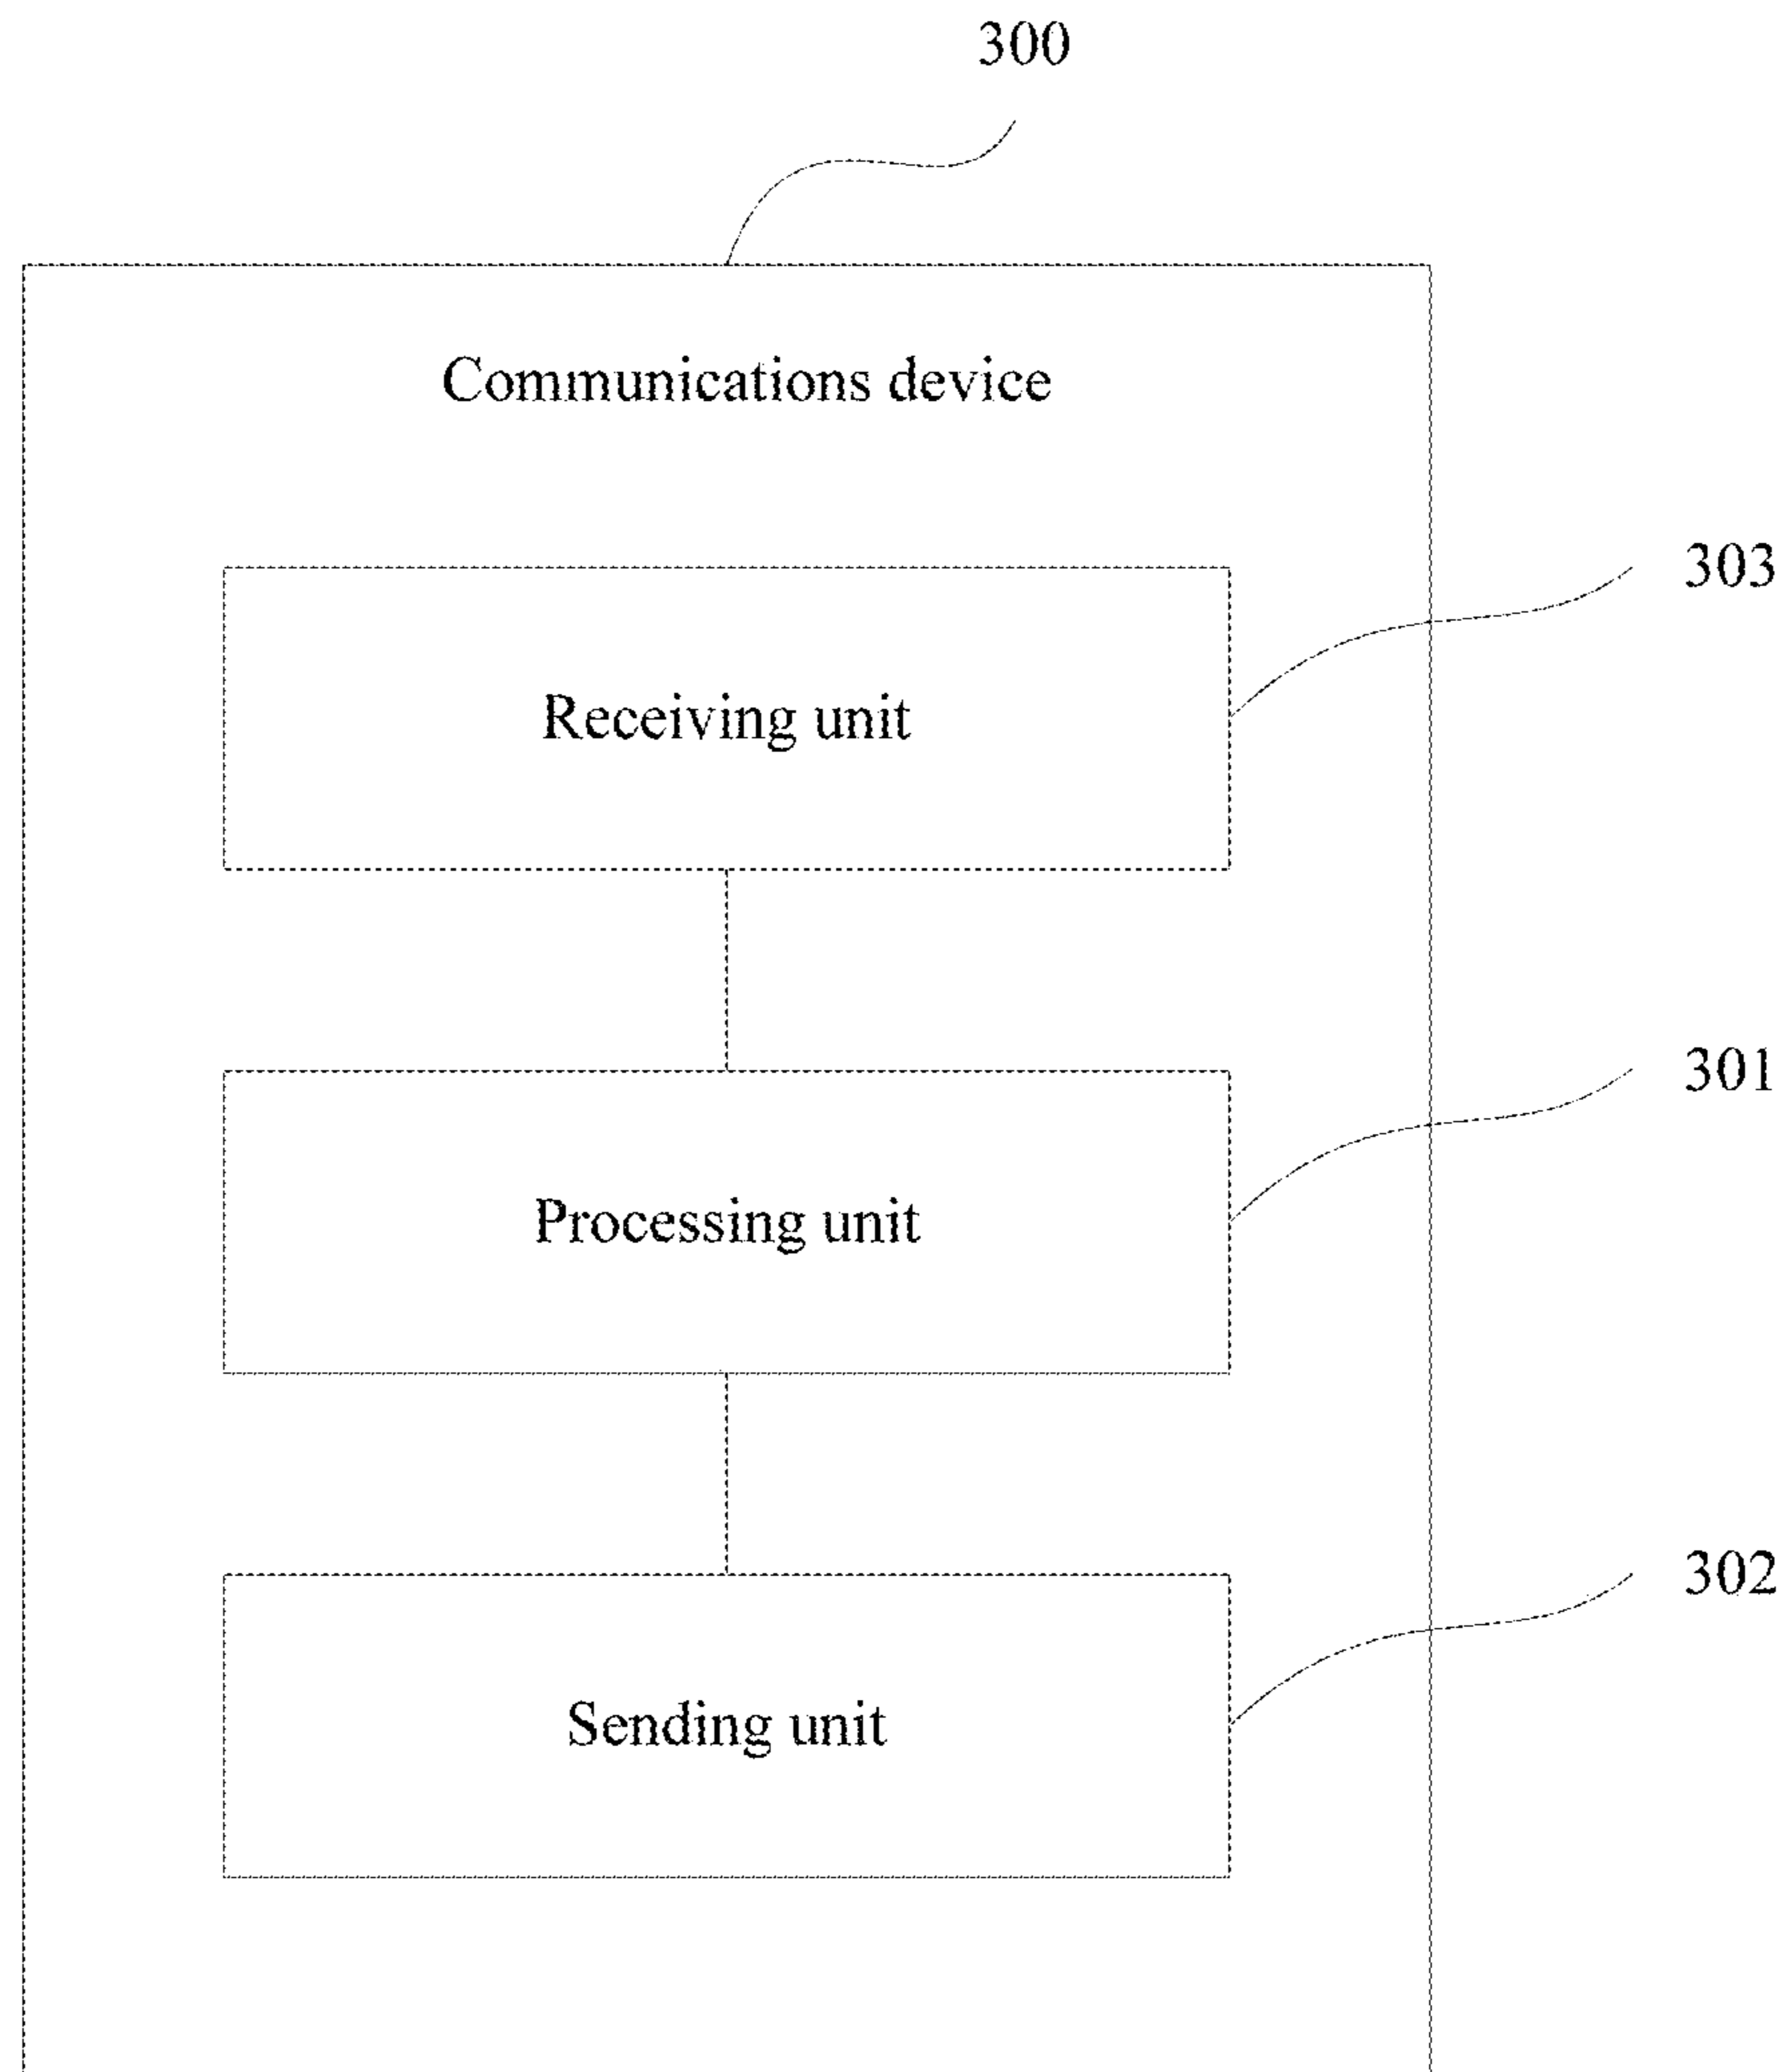 300
Communications device
303
Receiving unit
301
Processing unit
302
Sending unit